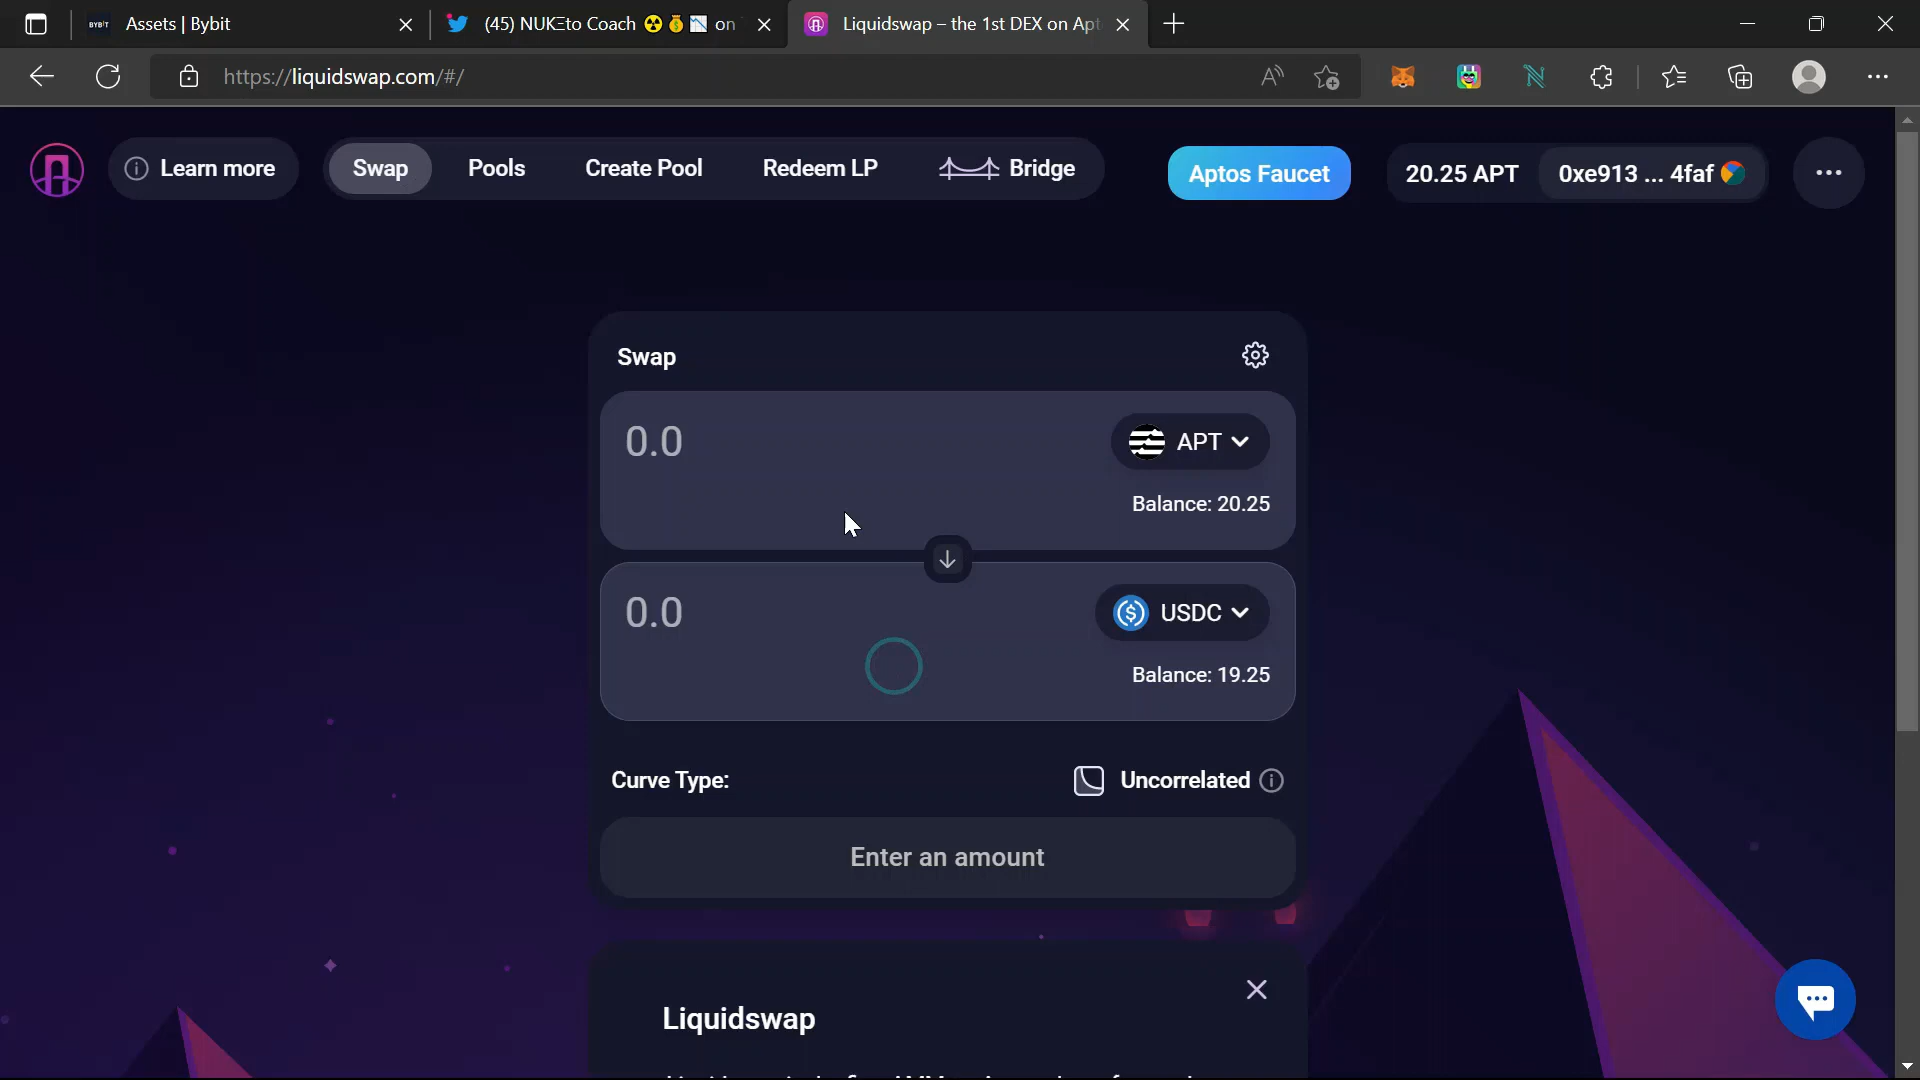 Assets | Bybit
(45) NUKΞto Coach ☢️💰📉 on
Liquidswap – the 1st DEX on Apt
https://liquidswap.com/#/
Learn more
Swap
Pools
Create Pool
Redeem LP
Bridge
Aptos Faucet
20.25 APT
0xe913 ... 4faf
Swap
0.0
APT
Balance: 20.25
0.0
USDC
Balance: 19.25
Curve Type:
Uncorrelated
Enter an amount
Liquidswap